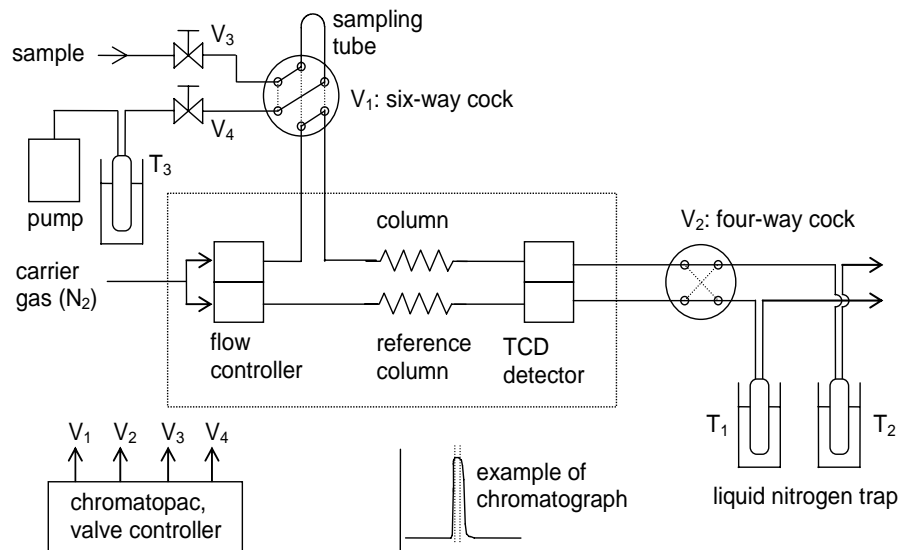 sampling
tube
sample
V3
V1: six-way cock
V4
T3
pump
column
V2: four-way cock
carrier
gas (N2)
flow
controller
reference
column
TCD
detector
T1
T2
V1 V2 V3 V4
chromatopac,
valve controller
example of
chromatograph
liquid nitrogen trap